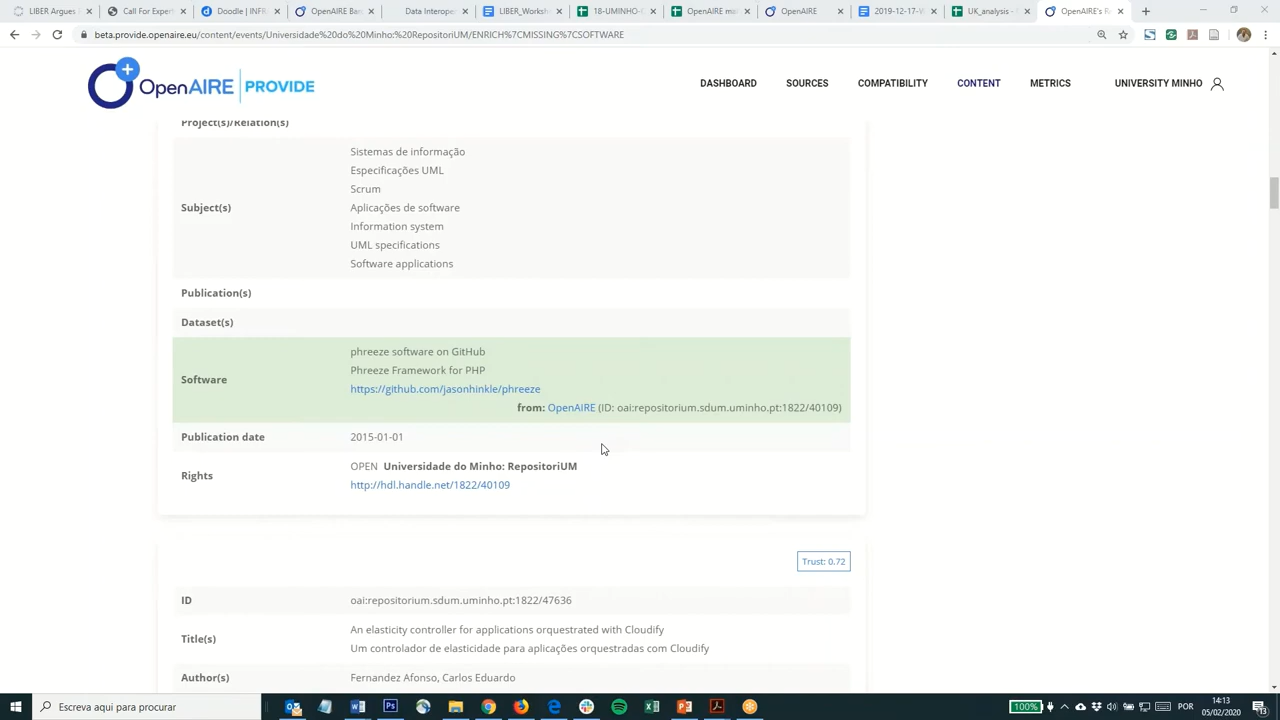 LIBER Argues
Call For Exper
Doodle | INFR
OpenAIRE Ba
Data Interoper
LIBER_Works
18-UMINHO-C
OpenAIRE ma
OpenAIRE
2019-12-17-W
UK_analysis - S
OpenAIRE's R
beta.provide.openaire.eu/content/events/Universidade%20do%20Minho:%20RepositoriUM/ENRICH%7CMISSING%7CSOFTWARE
OpenAIRE PROVIDE
DASHBOARD SOURCES COMPATIBILITY CONTENT METRICS UNIVERSITY MINHO
Project(s)/Relation(s)
Sistemas de informação
Especificações UML
Scrum
Subject(s) Aplicações de software
Information system
UML specifications
Software applications
Publication(s)
Dataset(s)
phreeze software on GitHub
Phreeze Framework for PHP
Software
https://github.com/jasonhinkle/phreeze
from: OpenAIRE (ID: oai:repositorium.sdum.uminho.pt:1822/40109)
Publication date 2015-01-01
OPEN Universidade do Minho: RepositoriUM
Rights
http://hdl.handle.net/1822/40109
Trust: 0.72
ID oai:repositorium.sdum.uminho.pt:1822/47636
An elasticity controller for applications orquestrated with Cloudify
Title(s)
Um controlador de elasticidade para aplicações orquestradas com Cloudify
Author(s) Fernandez Afonso, Carlos Eduardo
Escreva aqui para procurar
100%
POR
14:13
05/02/2020